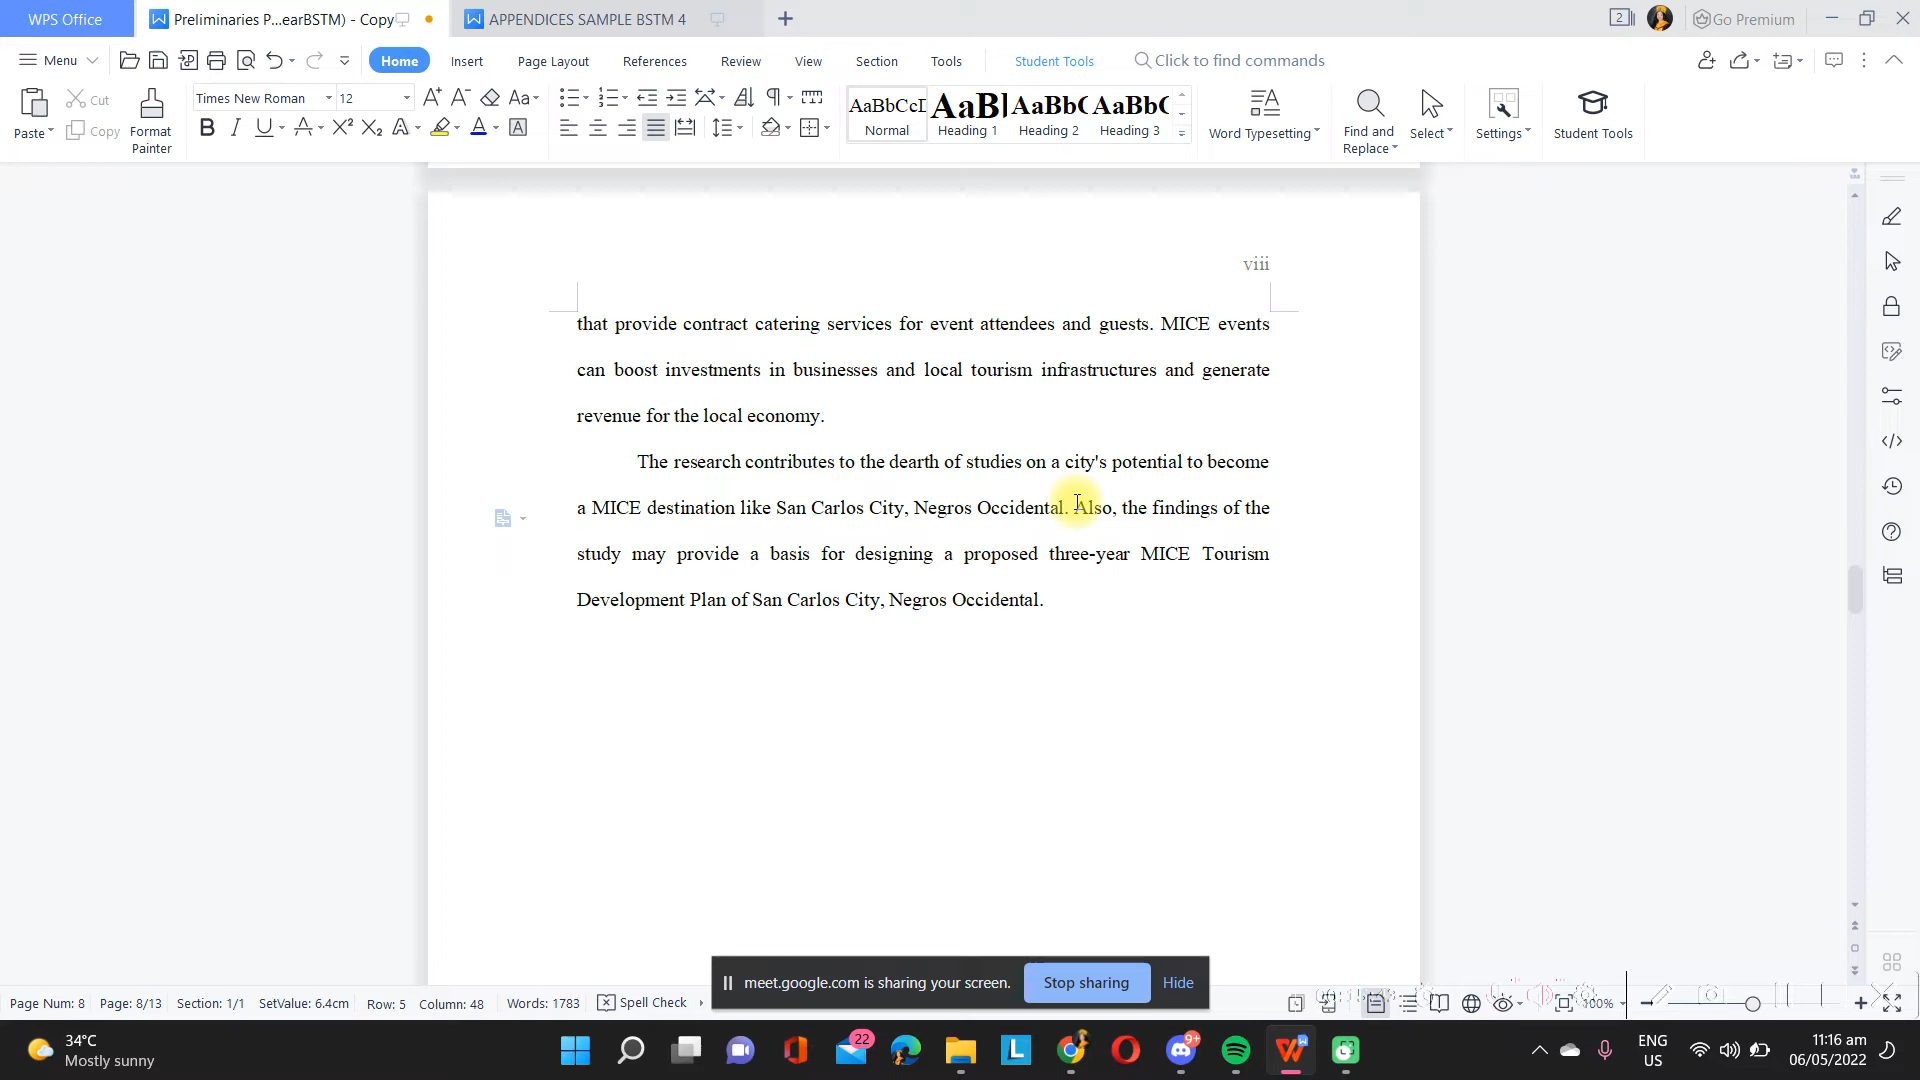 WPS Office
Preliminaries P...earBSTM) - Copy
APPENDICES SAMPLE BSTM 4
2
Go Premium
Menu
Home
Insert
Page Layout
References
Review
View
Section
Tools
Student Tools
Click to find commands
Paste
Cut
Copy
Format
Painter
Times New Roman
12
AaBbCcD
Normal
AaBl
Heading 1
AaBb(
Heading 2
AaBb(
Heading 3
Word Typesetting
Find and
Replace
Select
Settings
Student Tools
viii
that provide contract catering services for event attendees and guests. MICE events
can boost investments in businesses and local tourism infrastructures and generate
revenue for the local economy.
The research contributes to the dearth of studies on a city's potential to become
a MICE destination like San Carlos City, Negros Occidental. Also, the findings of the
study may provide a basis for designing a proposed three-year MICE Tourism
Development Plan of San Carlos City, Negros Occidental.
meet.google.com is sharing your screen.
Stop sharing
Hide
Page Num: 8
Page: 8/13
Section: 1/1
SetValue: 6.4cm
Row: 5
Column: 48
Words: 1783
Spell Check
100%
34°C
Mostly sunny
22
9+
ENG
US
11:16 am
06/05/2022